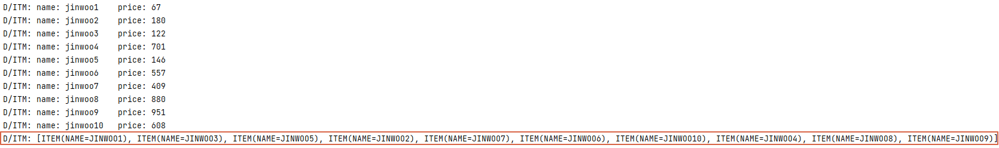 D/ITM: name: jinwoo1    price: 67
D/ITM: name: jinwoo2    price: 180
D/ITM: name: jinwoo3    price: 122
D/ITM: name: jinwoo4    price: 701
D/ITM: name: jinwoo5    price: 146
D/ITM: name: jinwoo6    price: 557
D/ITM: name: jinwoo7    price: 409
D/ITM: name: jinwoo8    price: 880
D/ITM: name: jinwoo9    price: 951
D/ITM: name: jinwoo10   price: 608
D/ITM: [ITEM(NAME=JINWOO1), ITEM(NAME=JINWOO3), ITEM(NAME=JINWOO5), ITEM(NAME=JINWOO2), ITEM(NAME=JINWOO7), ITEM(NAME=JINWOO6), ITEM(NAME=JINWOO10), ITEM(NAME=JINWOO4), ITEM(NAME=JINWOO8), ITEM(NAME=JINWOO9)]